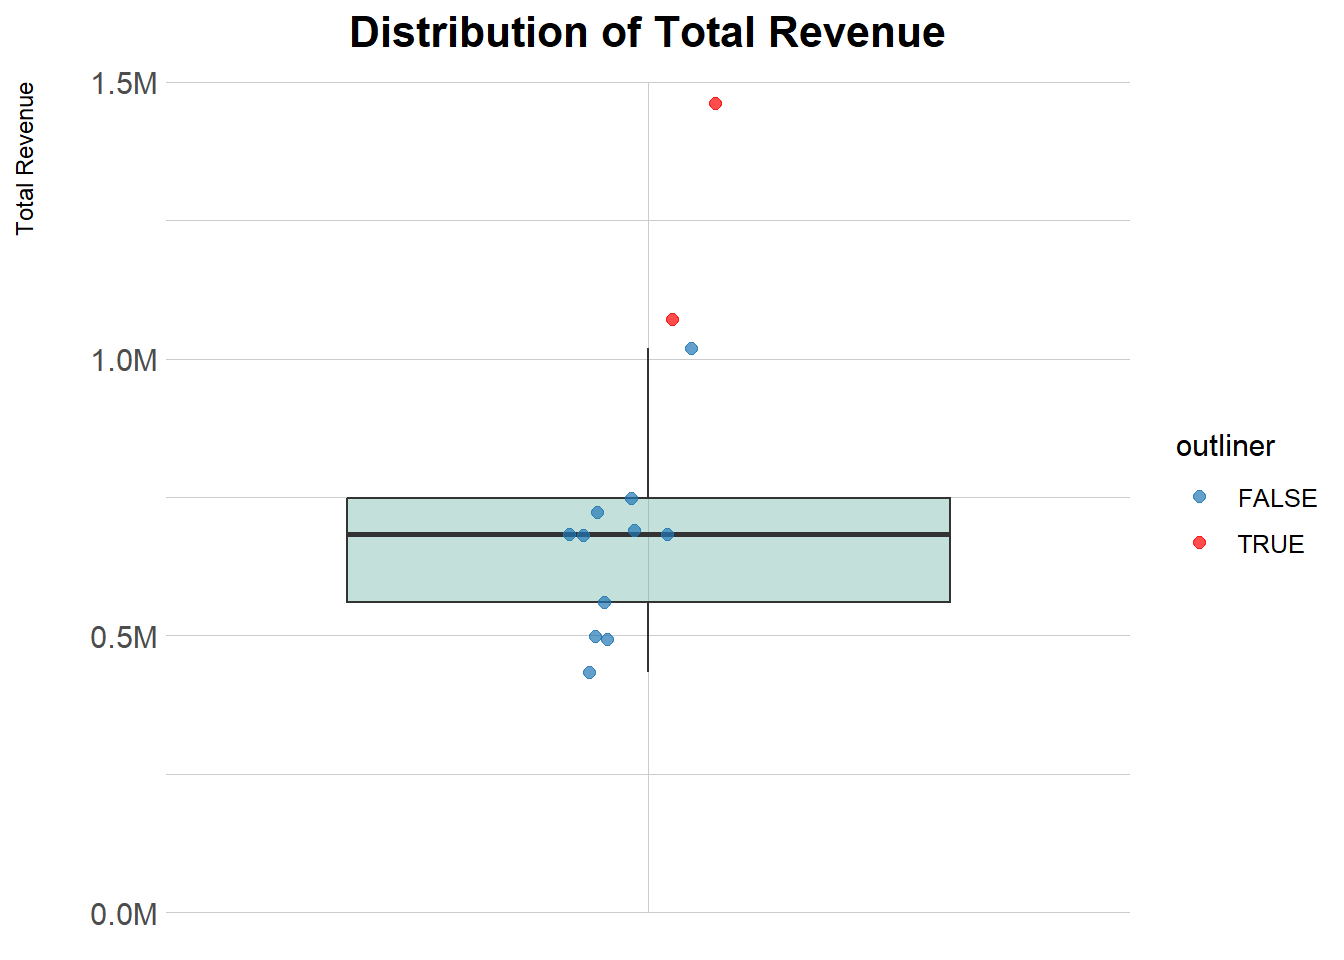 Distribution of Total Revenue
Total Revenue
1.5M
1.0M
0.5M
0.0M
outliner
FALSE
TRUE